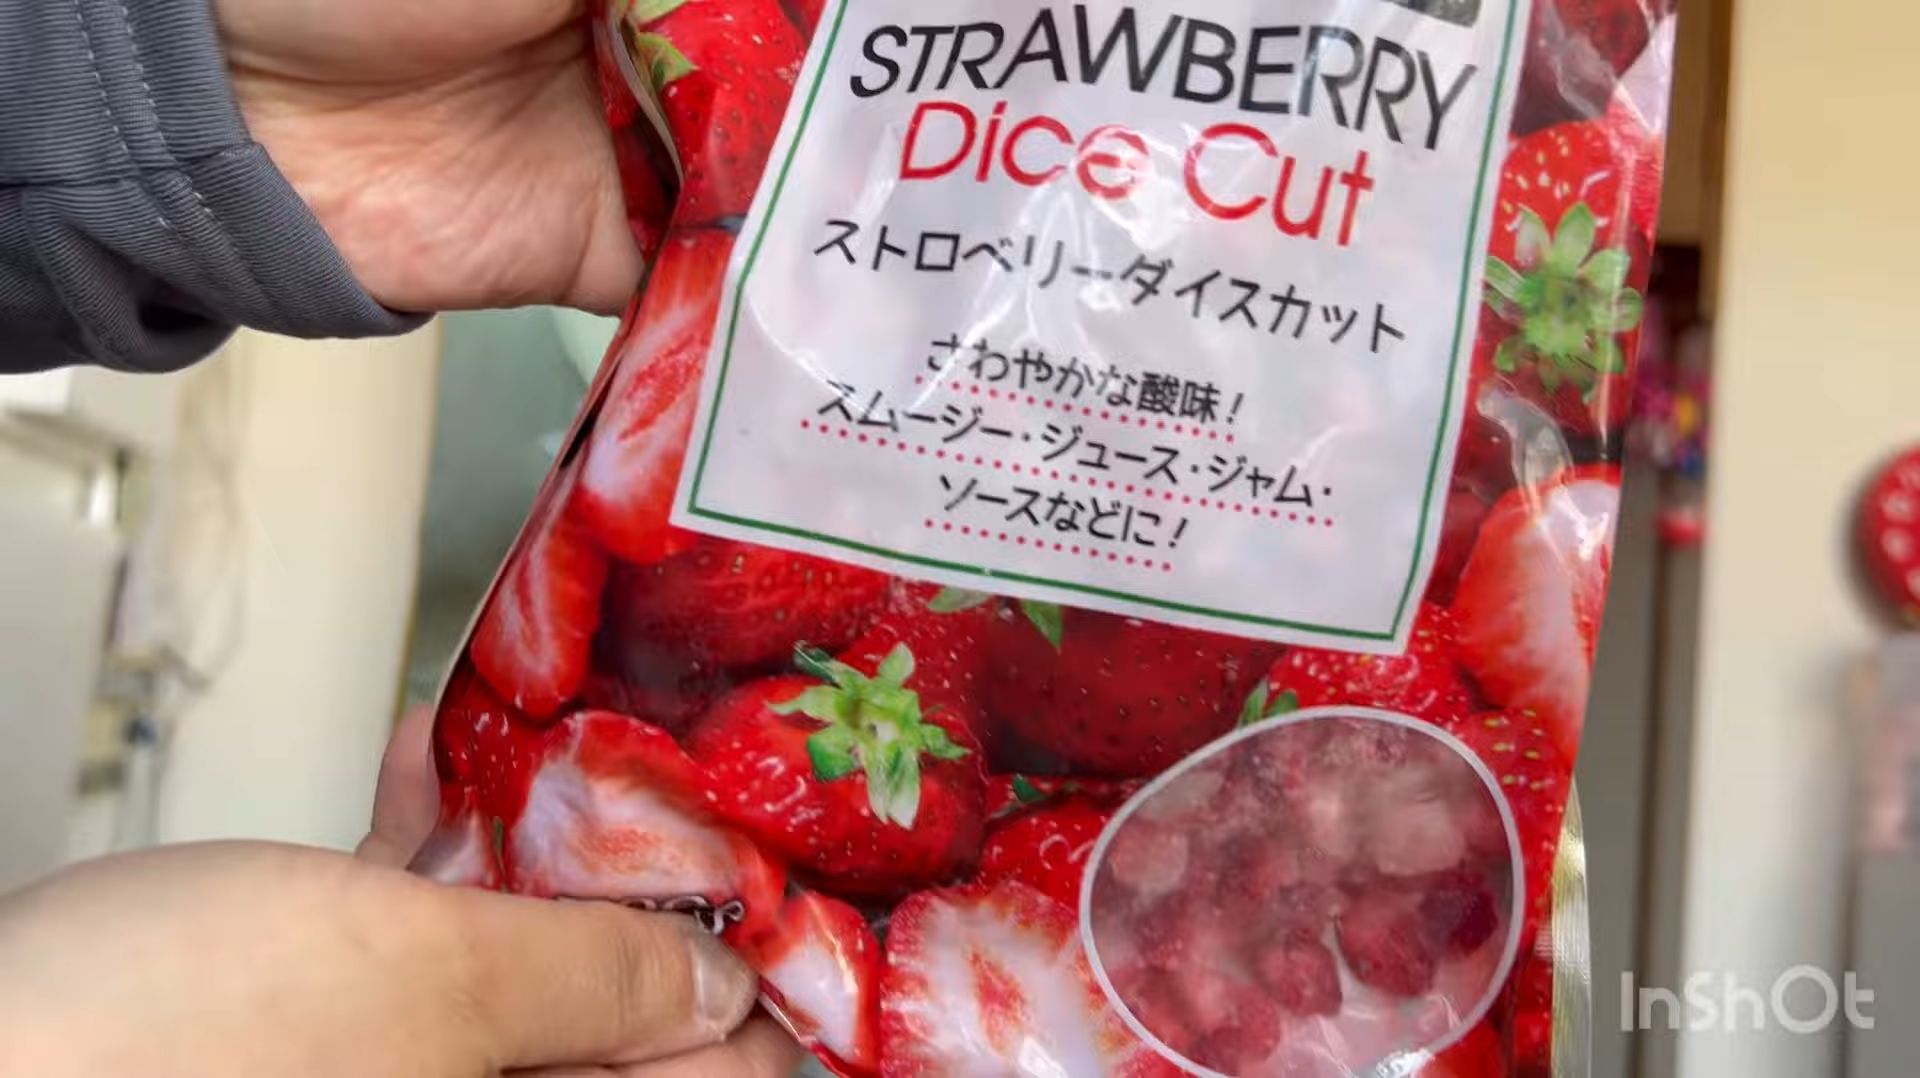 STRAWBERRY
Dice Cut
ストロベリーダイスカット
さわやかな酸味!
スムージー・ジュース・ジャム・
ソースなどに!
InShOt